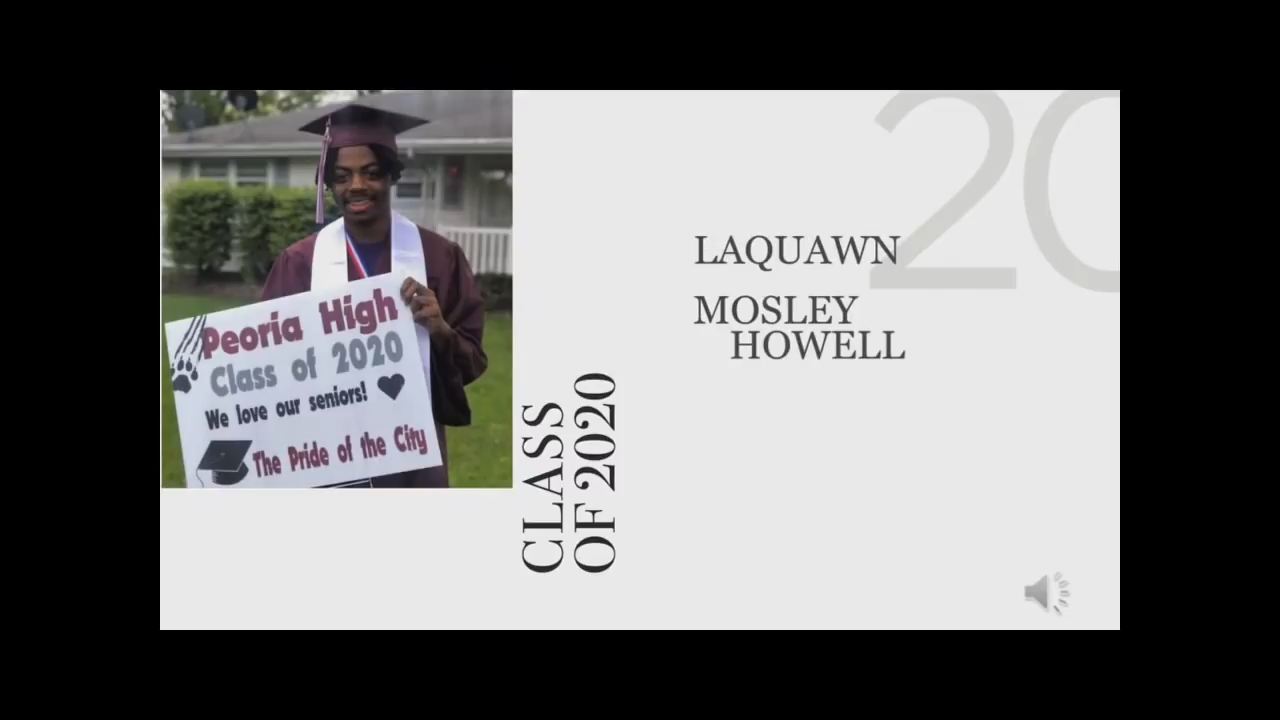 Peoria High
Class of 2020
We love our seniors!
The Pride of the City
CLASS
OF 2020
20
LAQUAWN
MOSLEY
HOWELL